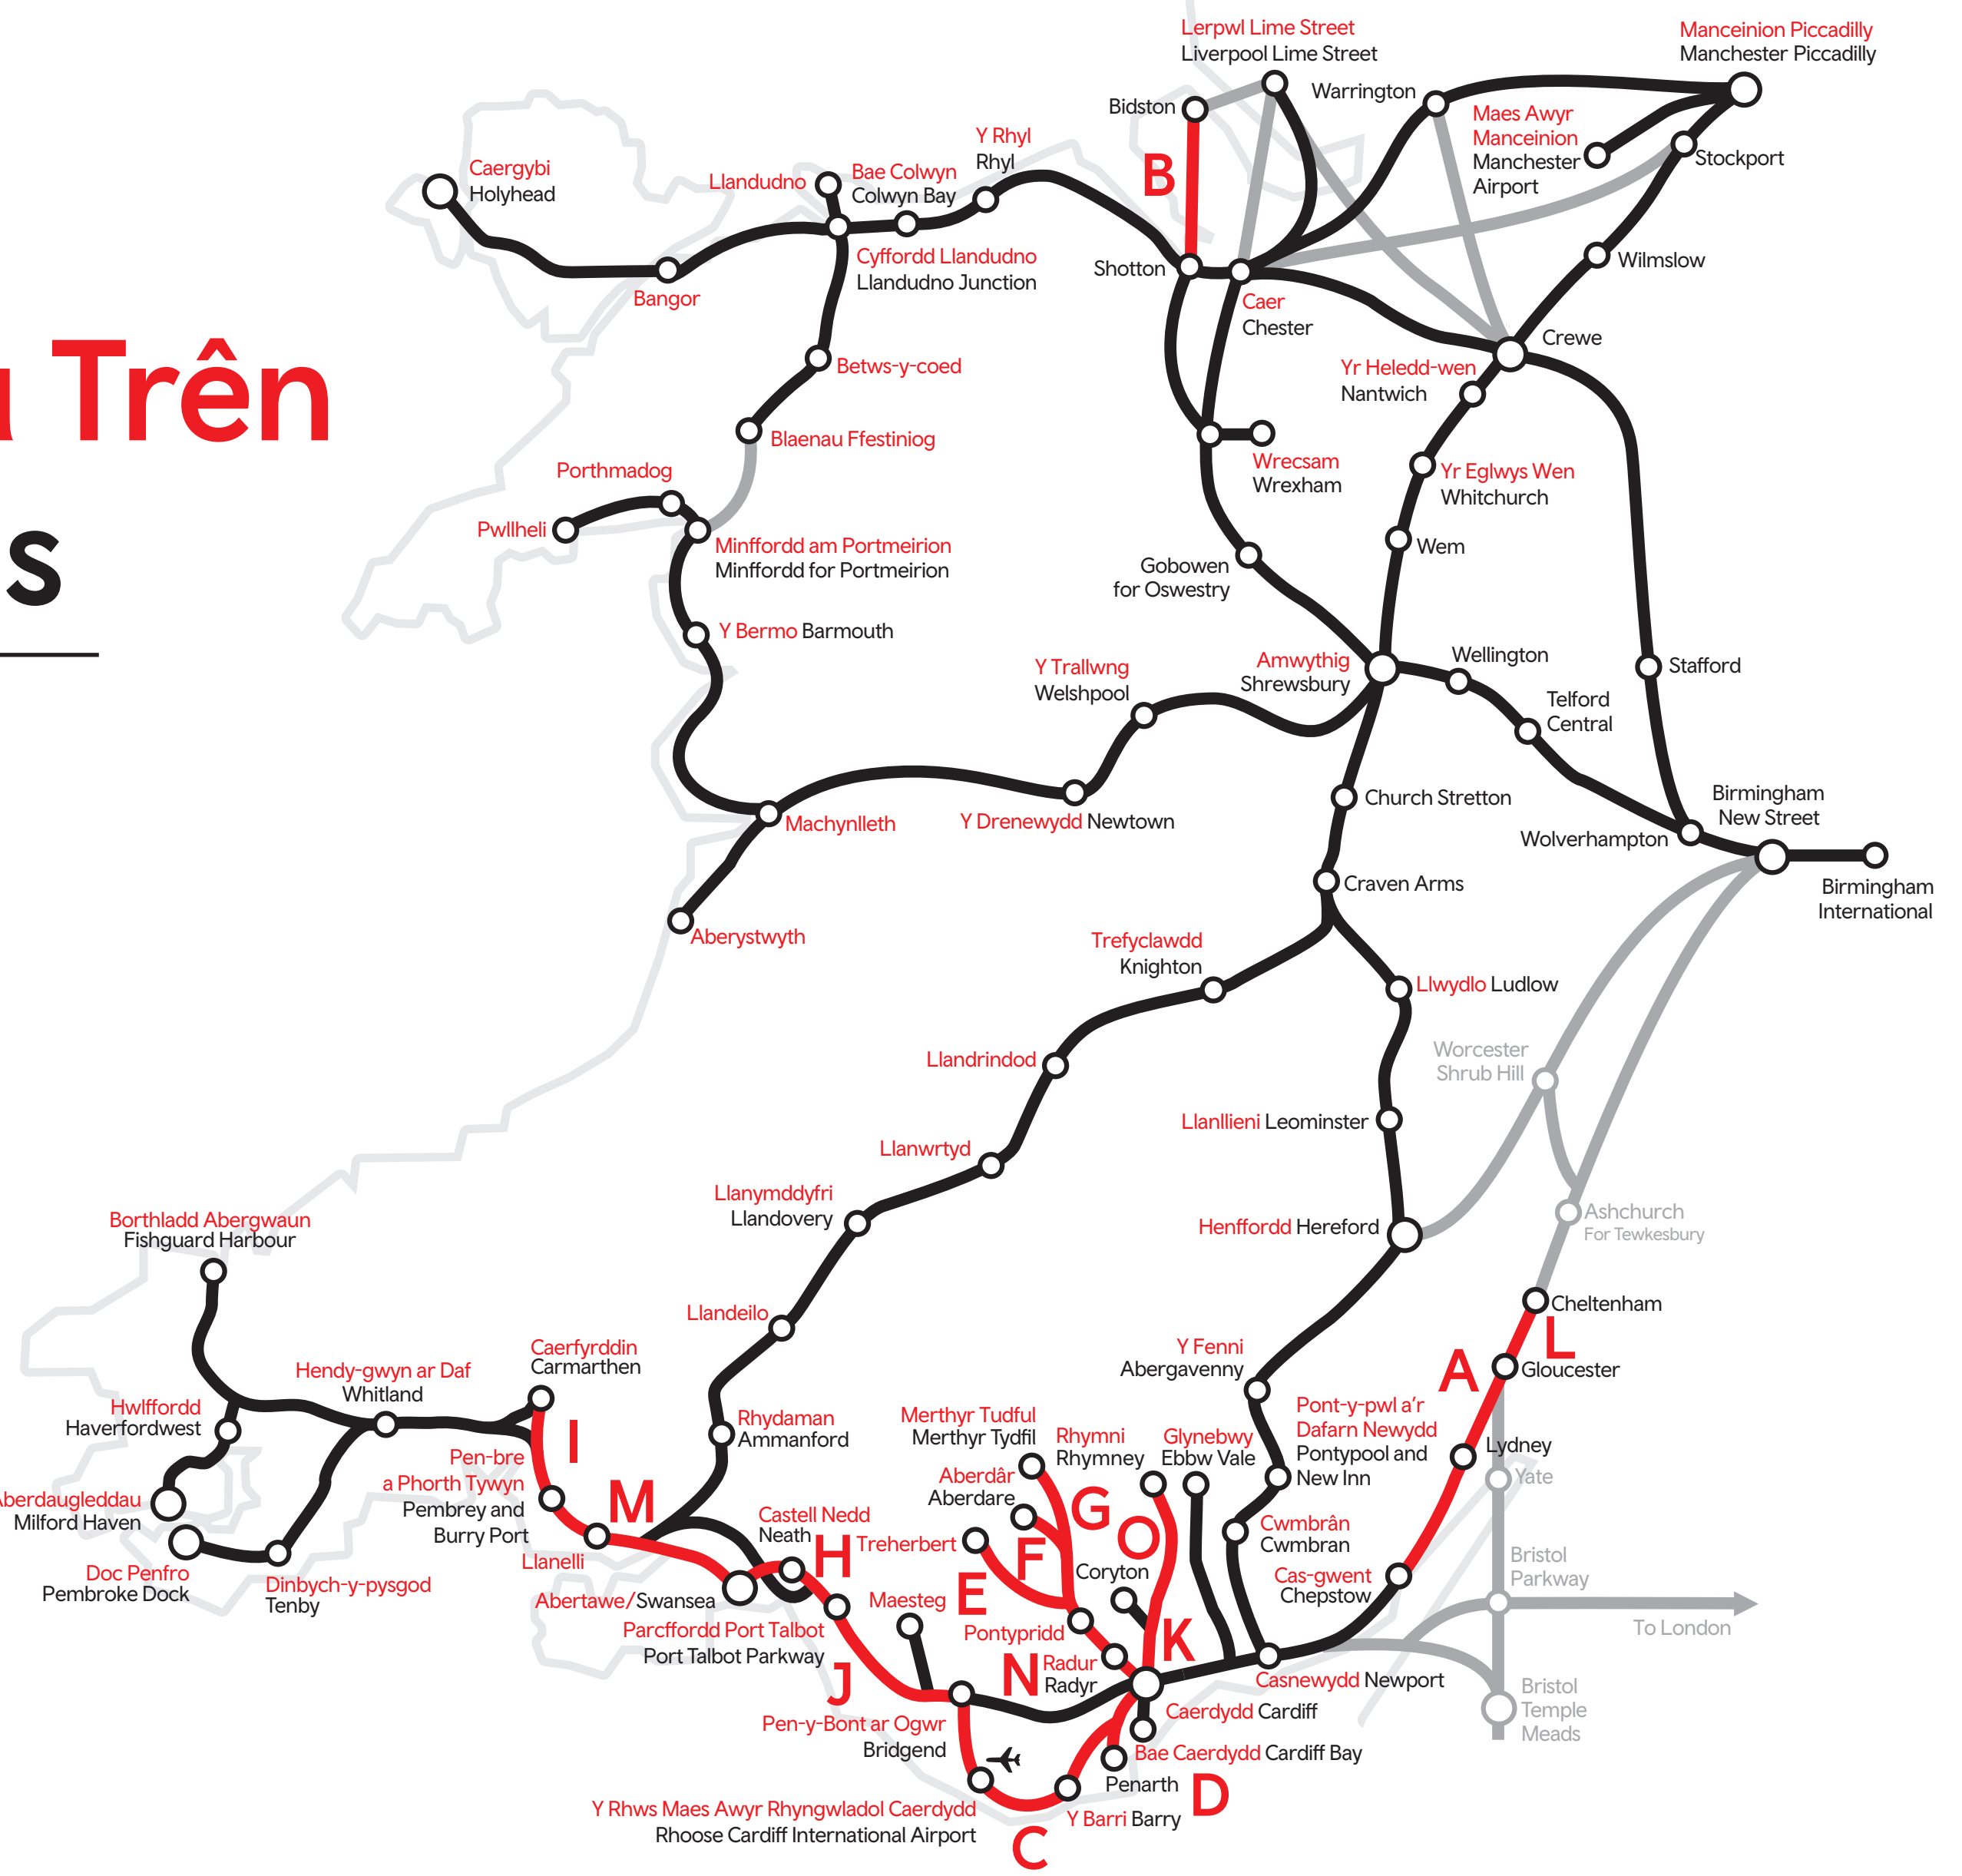 Lerpwl Lime Street
Liverpool Lime Street
Manceinion Piccadilly
Manchester Piccadilly
Bidston
Warrington
Maes Awyr
Manceinion
Manchester
Airport
Stockport
Y Rhyl
Rhyl
Caergybi
Holyhead
Llandudno
Bae Colwyn
Colwyn Bay
B
Cyffordd Llandudno
Llandudno Junction
Shotton
Wilmslow
Bangor
Caer
Chester
Crewe
Trên
Betws-y-coed
Yr Heledd-wen
Nantwich
Blaenau Ffestiniog
Porthmadog
Wrecsam
Wrexham
Yr Eglwys Wen
Whitchurch
Pwllheli
Minffordd am Portmeirion
Minffordd for Portmeirion
Wem
s
Gobowen
for Oswestry
Y Bermo Barmouth
Y Trallwng
Welshpool
Amwythig
Shrewsbury
Wellington
Stafford
Telford
Central
Machynlleth
Y Drenewydd Newtown
Church Stretton
Birmingham
New Street
Wolverhampton
Craven Arms
Birmingham
International
Aberystwyth
Trefyclawdd
Knighton
Llwydlo Ludlow
Llandrindod
Worcester
Shrub Hill
Llanllieni Leominster
Llanwrtyd
Llanymddyfri
Llandovery
Borthladd Abergwaun
Fishguard Harbour
Henffordd Hereford
Ashchurch
For Tewkesbury
Llandeilo
Cheltenham
L
Y Fenni
Abergavenny
A
Gloucester
Caerfyrddin
Carmarthen
Hendy-gwyn ar Daf
Whitland
Hwlffordd
Haverfordwest
Rhydaman
Ammanford
Merthyr Tudful
Merthyr Tydfil
Rhymni
Rhymney
Glynebwy
Ebbw Vale
Pont-y-pwl a'r
Dafarn Newydd
Pontypool and
New Inn
Lydney
Yate
I
Pen-bre
a Phorth Tywyn
Pembrey and
Burry Port
M
Aberdaugleddau
Milford Haven
Castell Nedd
Neath
H
Aberdâr
Aberdare
G
O
Treherbert
F
Cwmbrân
Cwmbran
Coryton
Bristol
Parkway
Doc Penfro
Pembroke Dock
Dinbych-y-pysgod
Tenby
Llanelli
Abertawe/Swansea
Maesteg
E
Cas-gwent
Chepstow
Parcffordd Port Talbot
Port Talbot Parkway
Pontypridd
K
To London
J
N
Radur
Radyr
Casnewydd Newport
Bristol
Temple
Meads
Pen-y-Bont ar Ogwr
Bridgend
Caerdydd Cardiff
Bae Caerdydd Cardiff Bay
Penarth
D
Y Rhws Maes Awyr Rhyngwladol Caerdydd
Rhoose Cardiff International Airport
Y Barri Barry
C